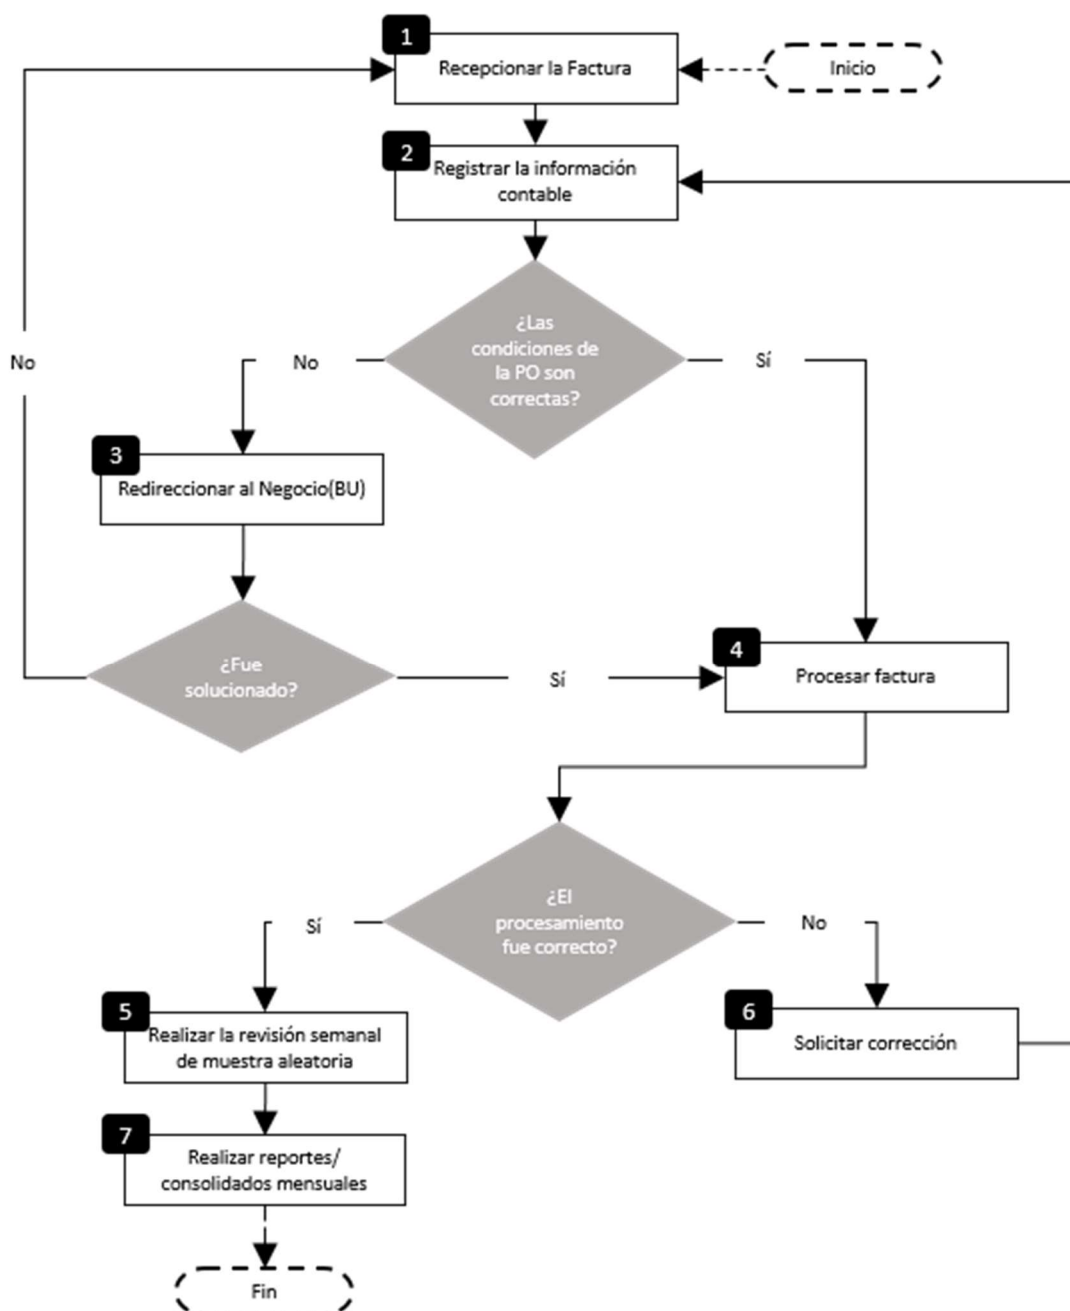 1
Recepcionar la Factura
Inicio
2
Registrar la información
contable
¿Las
condiciones de
la PO son
correctas?
No
No
Sí
3
Redireccionar al Negocio(BU)
¿Fue
solucionado?
Sí
4
Procesar factura
¿El
procesamiento
fue correcto?
Sí
No
5
Realizar la revisión semanal
de muestra aleatoria
6
Solicitar corrección
7
Realizar reportes/
consolidados mensuales
Fin